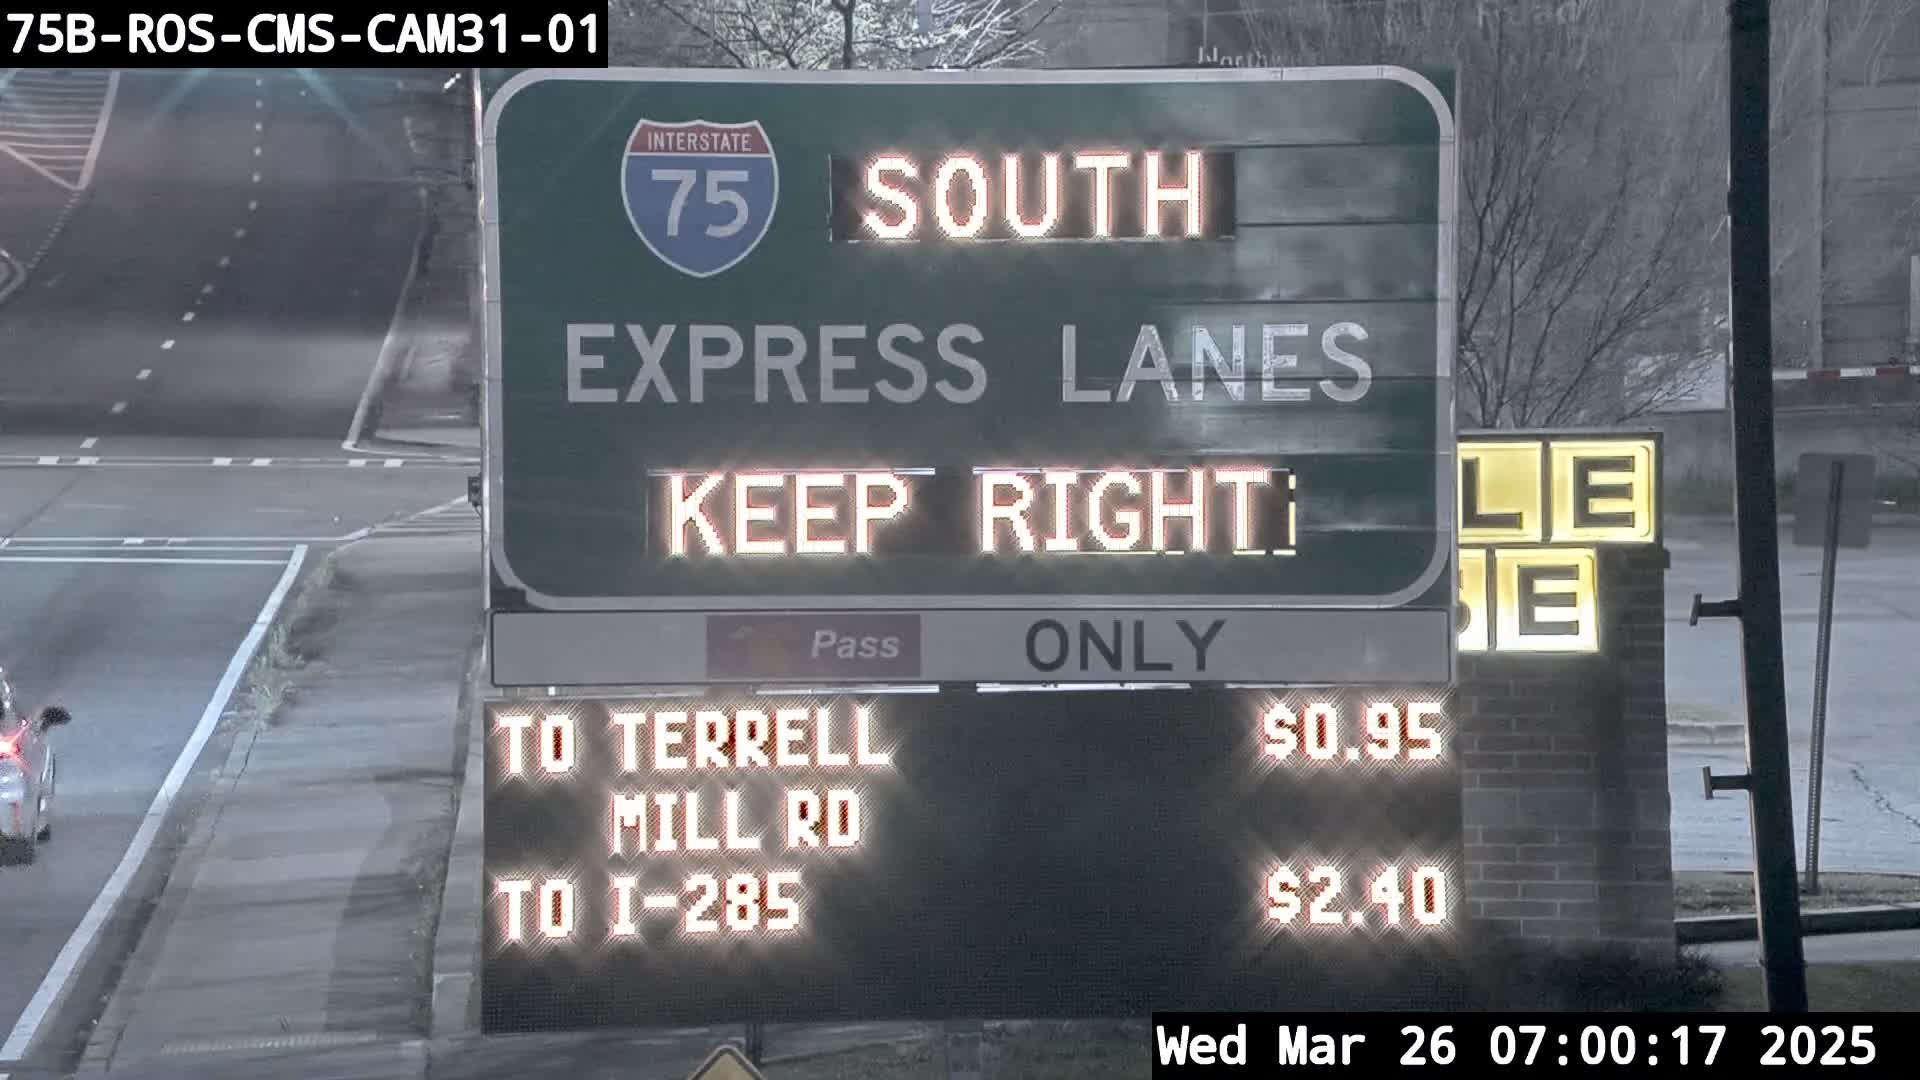 75B-ROS-CMS-CAM31-01
INTERSTATE
75
SOUTH
EXPRESS LANES
KEEP RIGHT
Pass ONLY
TO TERRELL $0.95
MILL RD
TO I-285 $2.40
LE
E
Wed Mar 26 07:00:17 2025